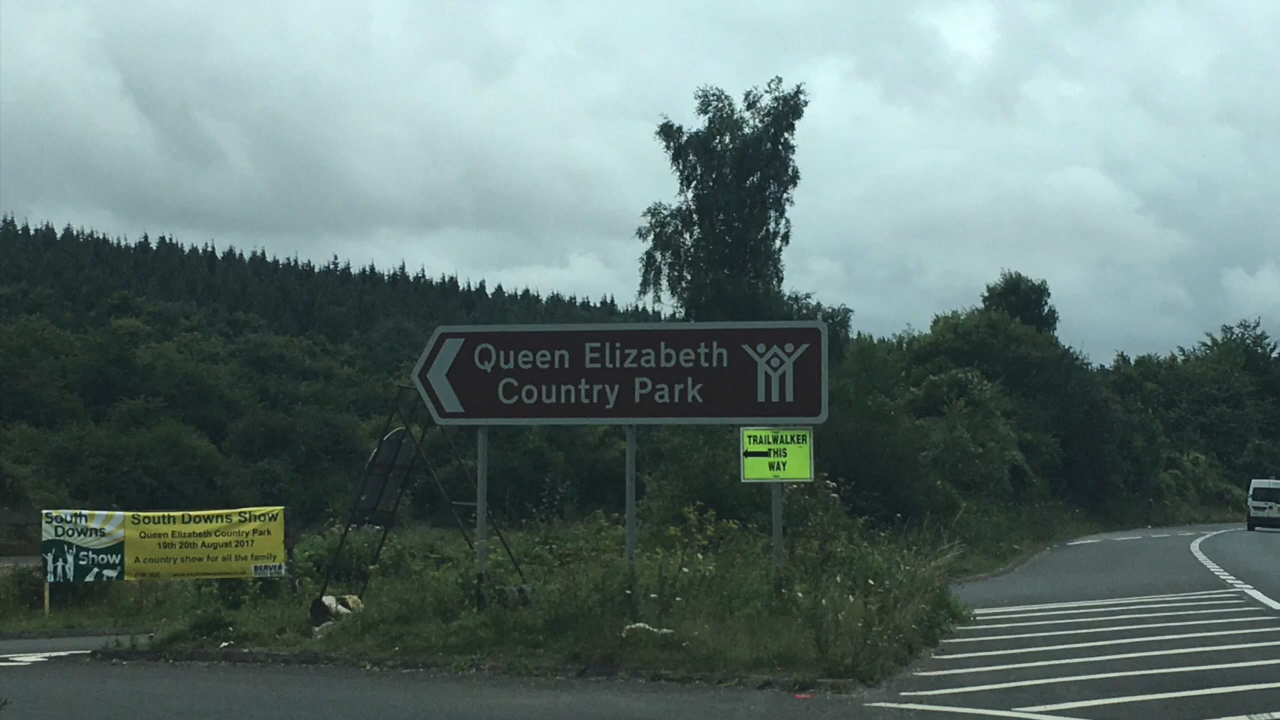 Queen Elizabeth
Country Park
TRAILWALKER
THIS
WAY
South
Downs
Show
South Downs Show
Queen Elizabeth Country Park
19th 20th August 2017
A country show for all the family